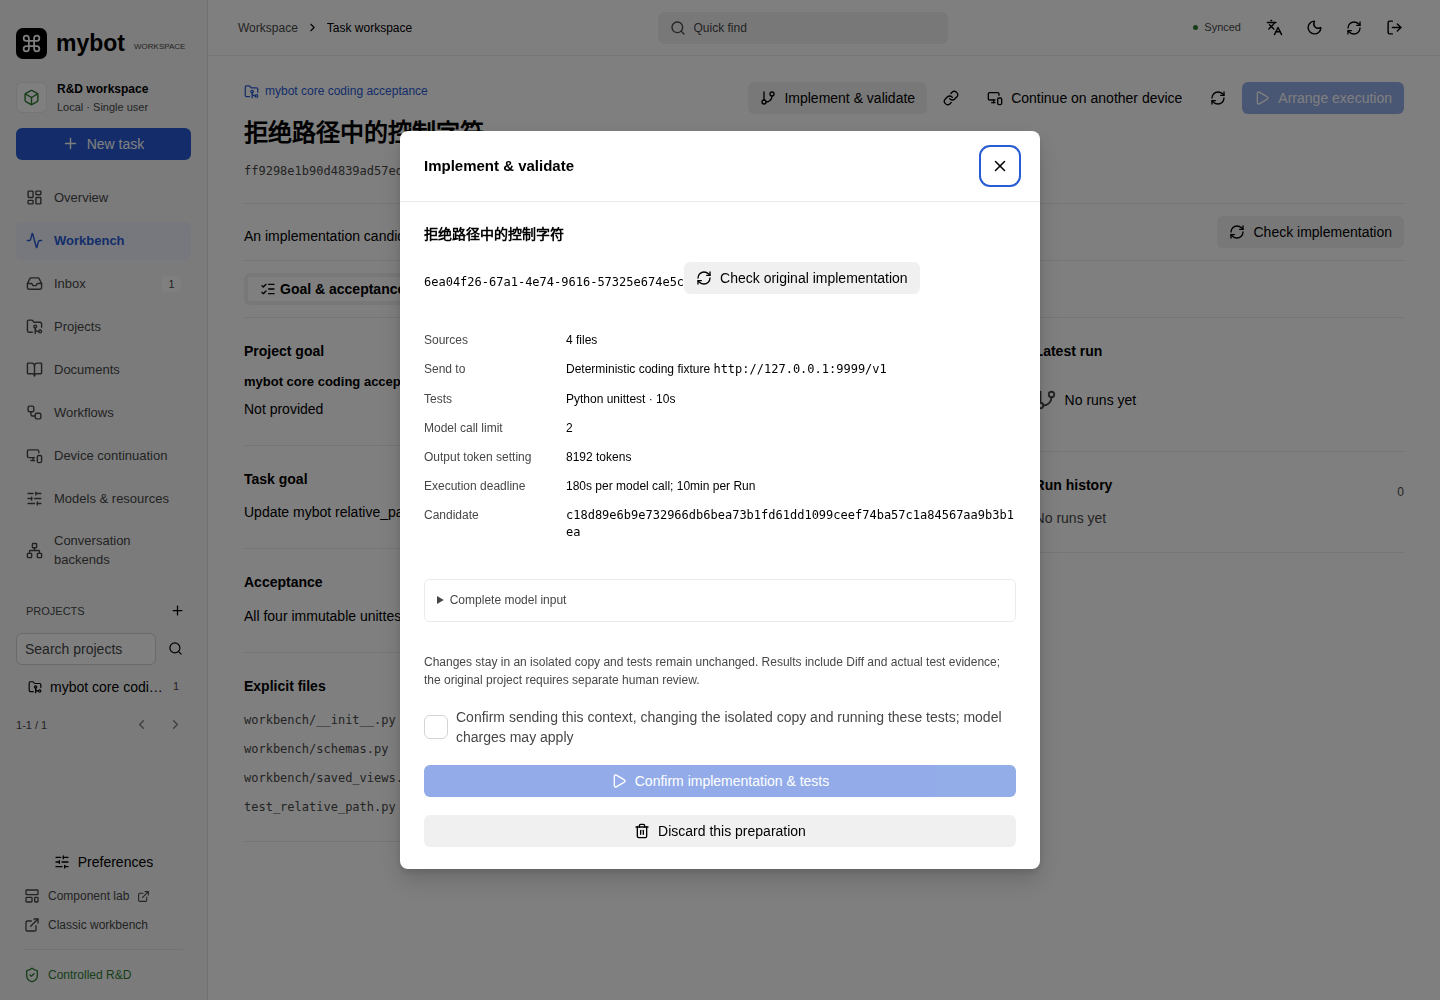 mybot WORKSPACE
R&D workspace
Local · Single user
New task
Overview
Workbench
Inbox 1
Projects
Documents
Workflows
Device continuation
Models & resources
Conversation
backends
PROJECTS
Search projects
mybot core codi… 1
1-1 / 1
Preferences
Component lab
Classic workbench
Controlled R&D
Workspace Task workspace
Quick find
Synced
mybot core coding acceptance
Implement & validate
Continue on another device
Arrange execution
拒绝路径中的控制字符
ff9298e1b90d4839ad57e
An implementation candi
Check implementation
Goal & acceptance
Project goal
mybot core coding accep
Not provided
Task goal
Update mybot relative_pa
Acceptance
All four immutable unittes
Explicit files
workbench/__init__.py
workbench/schemas.py
workbench/saved_views.
test_relative_path.py
Latest run
No runs yet
Run history 0
No runs yet
Implement & validate
拒绝路径中的控制字符
6ea04f26-67a1-4e74-9616-57325e674e5c
Check original implementation
Sources 4 files
Send to Deterministic coding fixture http://127.0.0.1:9999/v1
Tests Python unittest · 10s
Model call limit 2
Output token setting 8192 tokens
Execution deadline 180s per model call; 10min per Run
Candidate c18d89e6b9e732966db6bea73b1fd61dd1099ceef74ba57c1a84567aa9b3b1
ea
Complete model input
Changes stay in an isolated copy and tests remain unchanged. Results include Diff and actual test evidence;
the original project requires separate human review.
Confirm sending this context, changing the isolated copy and running these tests; model
charges may apply
Confirm implementation & tests
Discard this preparation